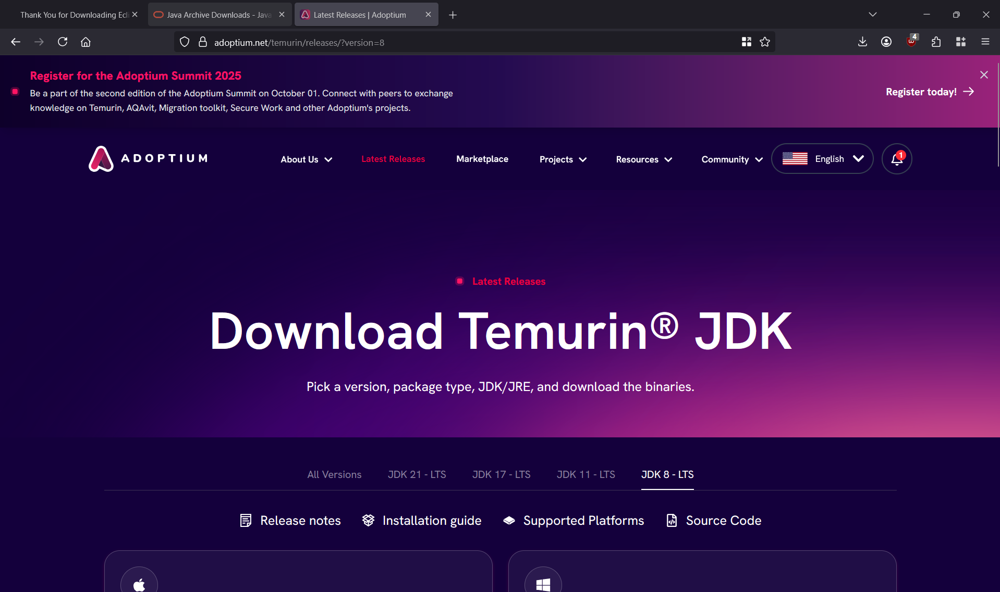 Thank You for Downloading Ecli
Java Archive Downloads - Java
Latest Releases | Adoptium
adoptium.net/temurin/releases/?version=8
4
Register for the Adoptium Summit 2025
Be a part of the second edition of the Adoptium Summit on October 01. Connect with peers to exchange
knowledge on Temurin, AQAvit, Migration toolkit, Secure Work and other Adoptium's projects.
Register today!
ADOPTIUM
About Us
Latest Releases
Marketplace
Projects
Resources
Community
English
1
Latest Releases
Download Temurin® JDK
Pick a version, package type, JDK/JRE, and download the binaries.
All Versions
JDK 21 - LTS
JDK 17 - LTS
JDK 11 - LTS
JDK 8 - LTS
Release notes
Installation guide
Supported Platforms
Source Code